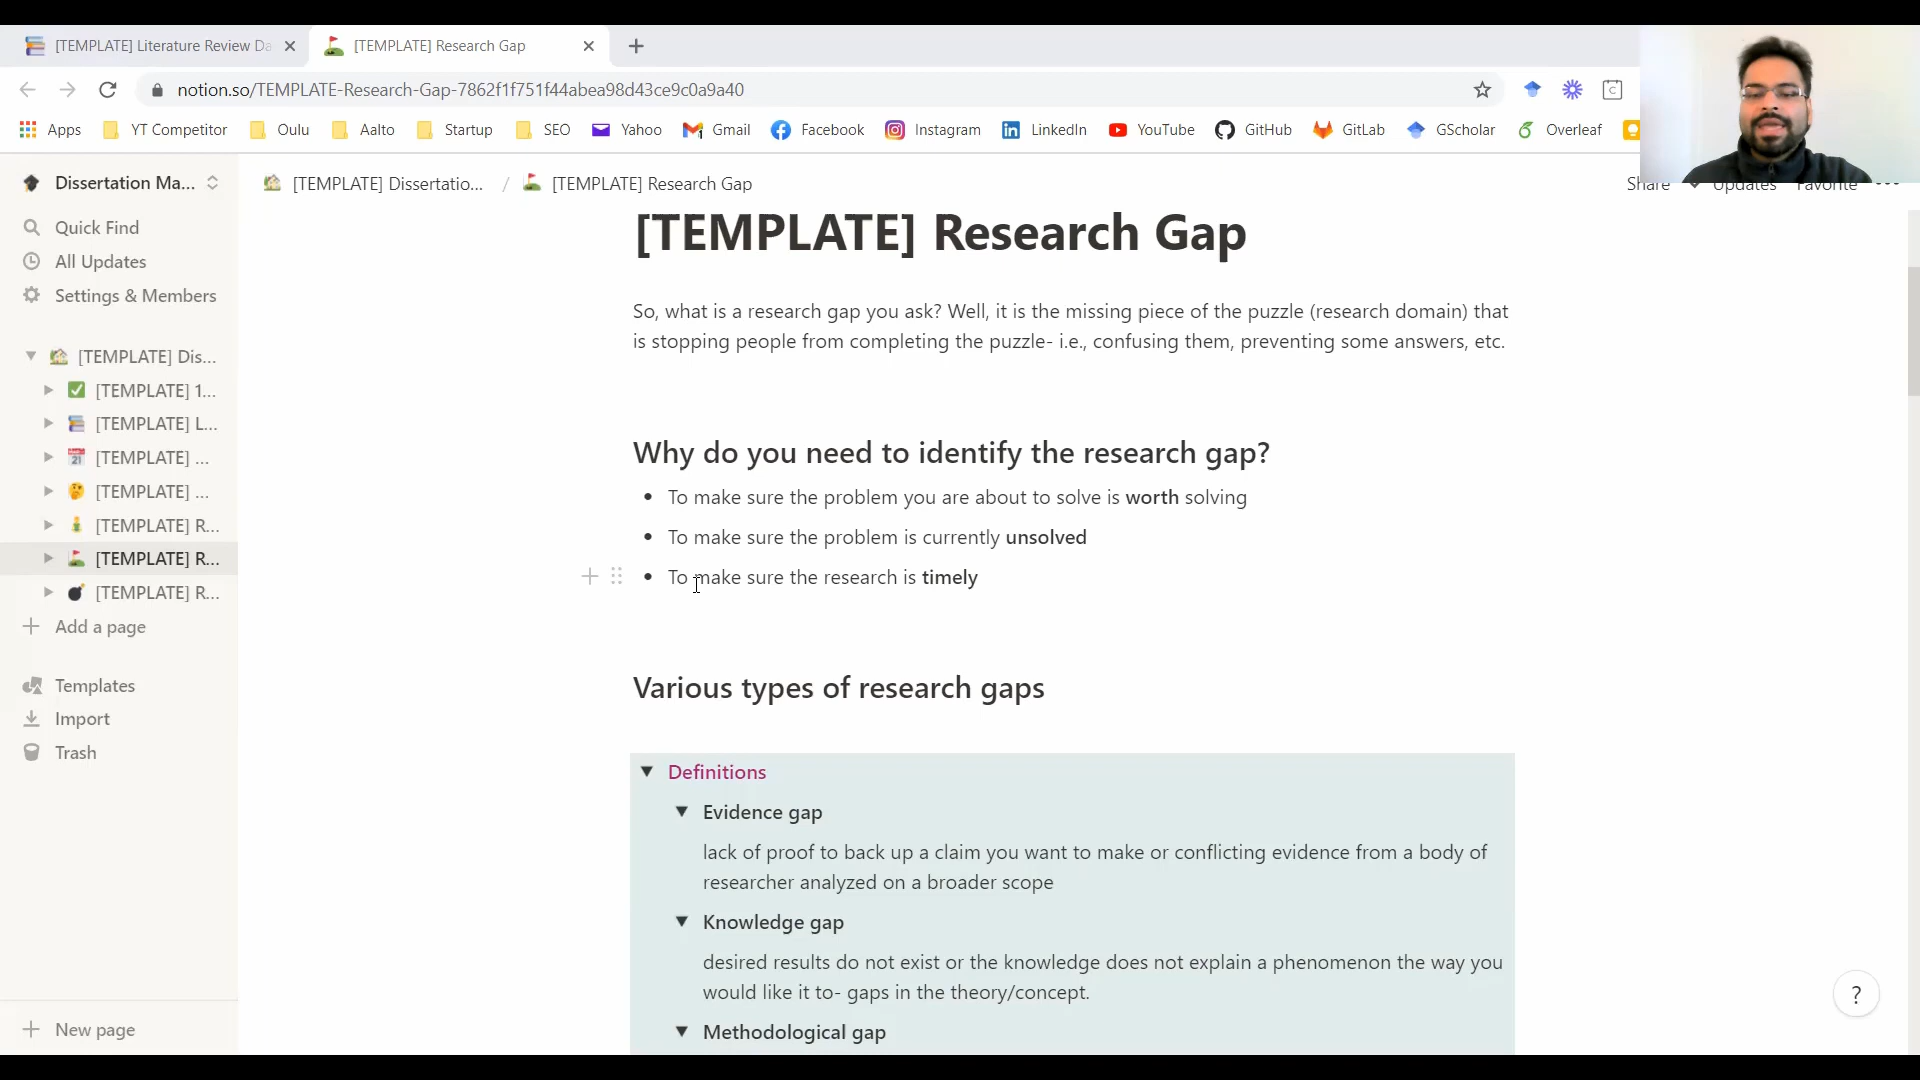 [TEMPLATE] Literature Review Da
[TEMPLATE] Research Gap
notion.so/TEMPLATE-Research-Gap-7862f1f751f44abea98d43ce9c0a9a40
Apps YT Competitor Oulu Aalto Startup SEO Yahoo Gmail Facebook Instagram LinkedIn YouTube GitHub GitLab GScholar Overleaf
Dissertation Ma...
Quick Find
All Updates
Settings & Members
[TEMPLATE] Dis...
[TEMPLATE] 1...
[TEMPLATE] L...
[TEMPLATE] ...
[TEMPLATE] ...
[TEMPLATE] R...
[TEMPLATE] R...
[TEMPLATE] R...
Add a page
Templates
Import
Trash
New page
[TEMPLATE] Dissertatio... / [TEMPLATE] Research Gap
Share Updates Favorite
[TEMPLATE] Research Gap
So, what is a research gap you ask? Well, it is the missing piece of the puzzle (research domain) that
is stopping people from completing the puzzle- i.e., confusing them, preventing some answers, etc.
Why do you need to identify the research gap?
• To make sure the problem you are about to solve is worth solving
• To make sure the problem is currently unsolved
• To make sure the research is timely
Various types of research gaps
Definitions
Evidence gap
lack of proof to back up a claim you want to make or conflicting evidence from a body of
researcher analyzed on a broader scope
Knowledge gap
desired results do not exist or the knowledge does not explain a phenomenon the way you
would like it to- gaps in the theory/concept.
Methodological gap
?